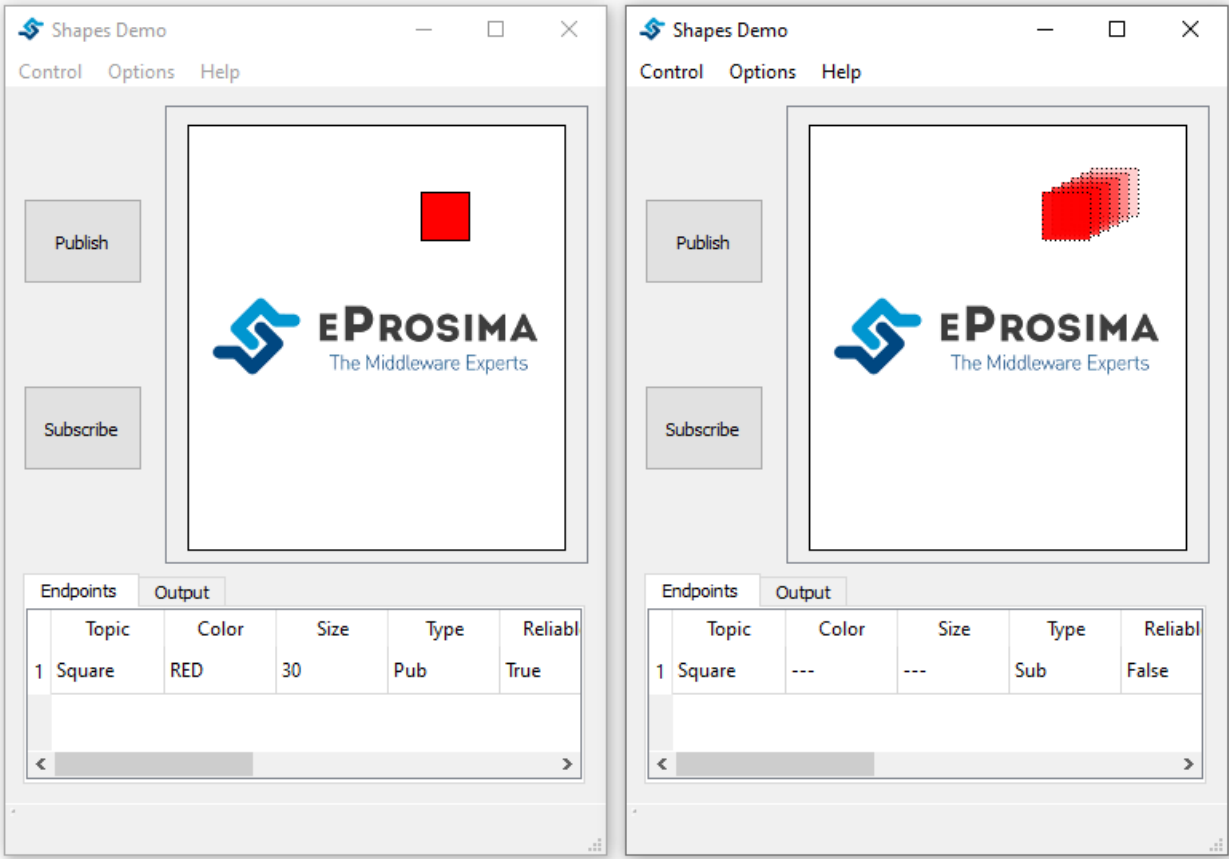 Shapes Demo
Control Options Help
Publish
EPROSIMA
The Middleware Experts
Subscribe
Endpoints Output
Topic Color Size Type Reliabl
1 Square RED 30 Pub True
Shapes Demo
Control Options Help
Publish
EPROSIMA
The Middleware Experts
Subscribe
Endpoints Output
Topic Color Size Type Reliabl
1 Square --- --- Sub False